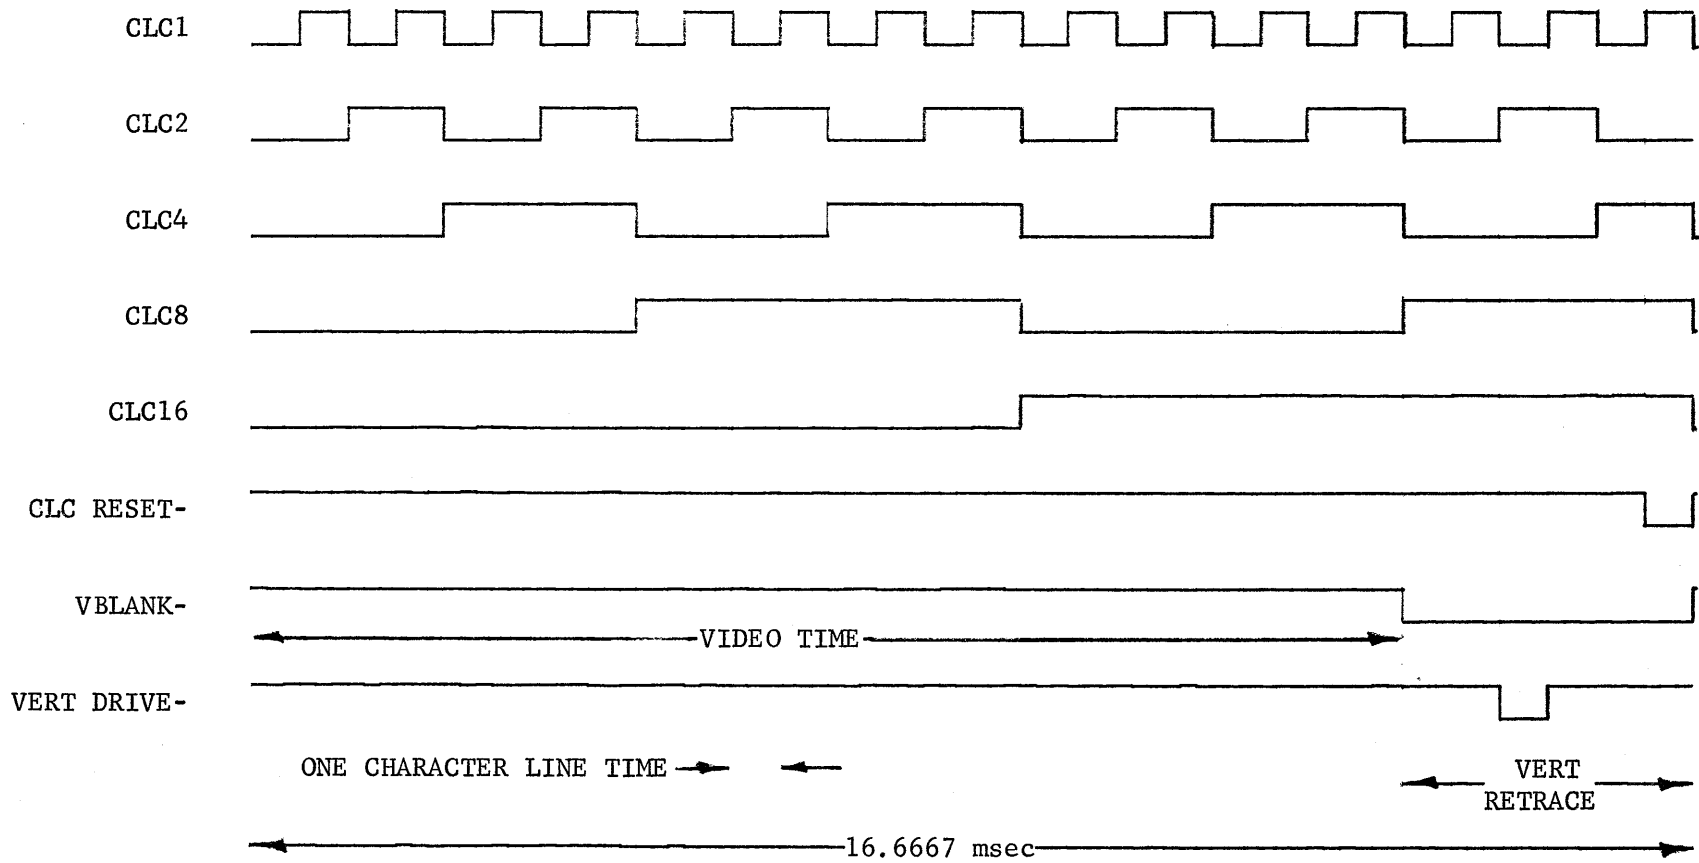 CLC1
CLC2
CLC4
CLC8
CLC16
CLC RESET-
VBLANK-
VIDEO TIME
VERT DRIVE-
ONE CHARACTER LINE TIME
VERT
RETRACE
16.6667 msec